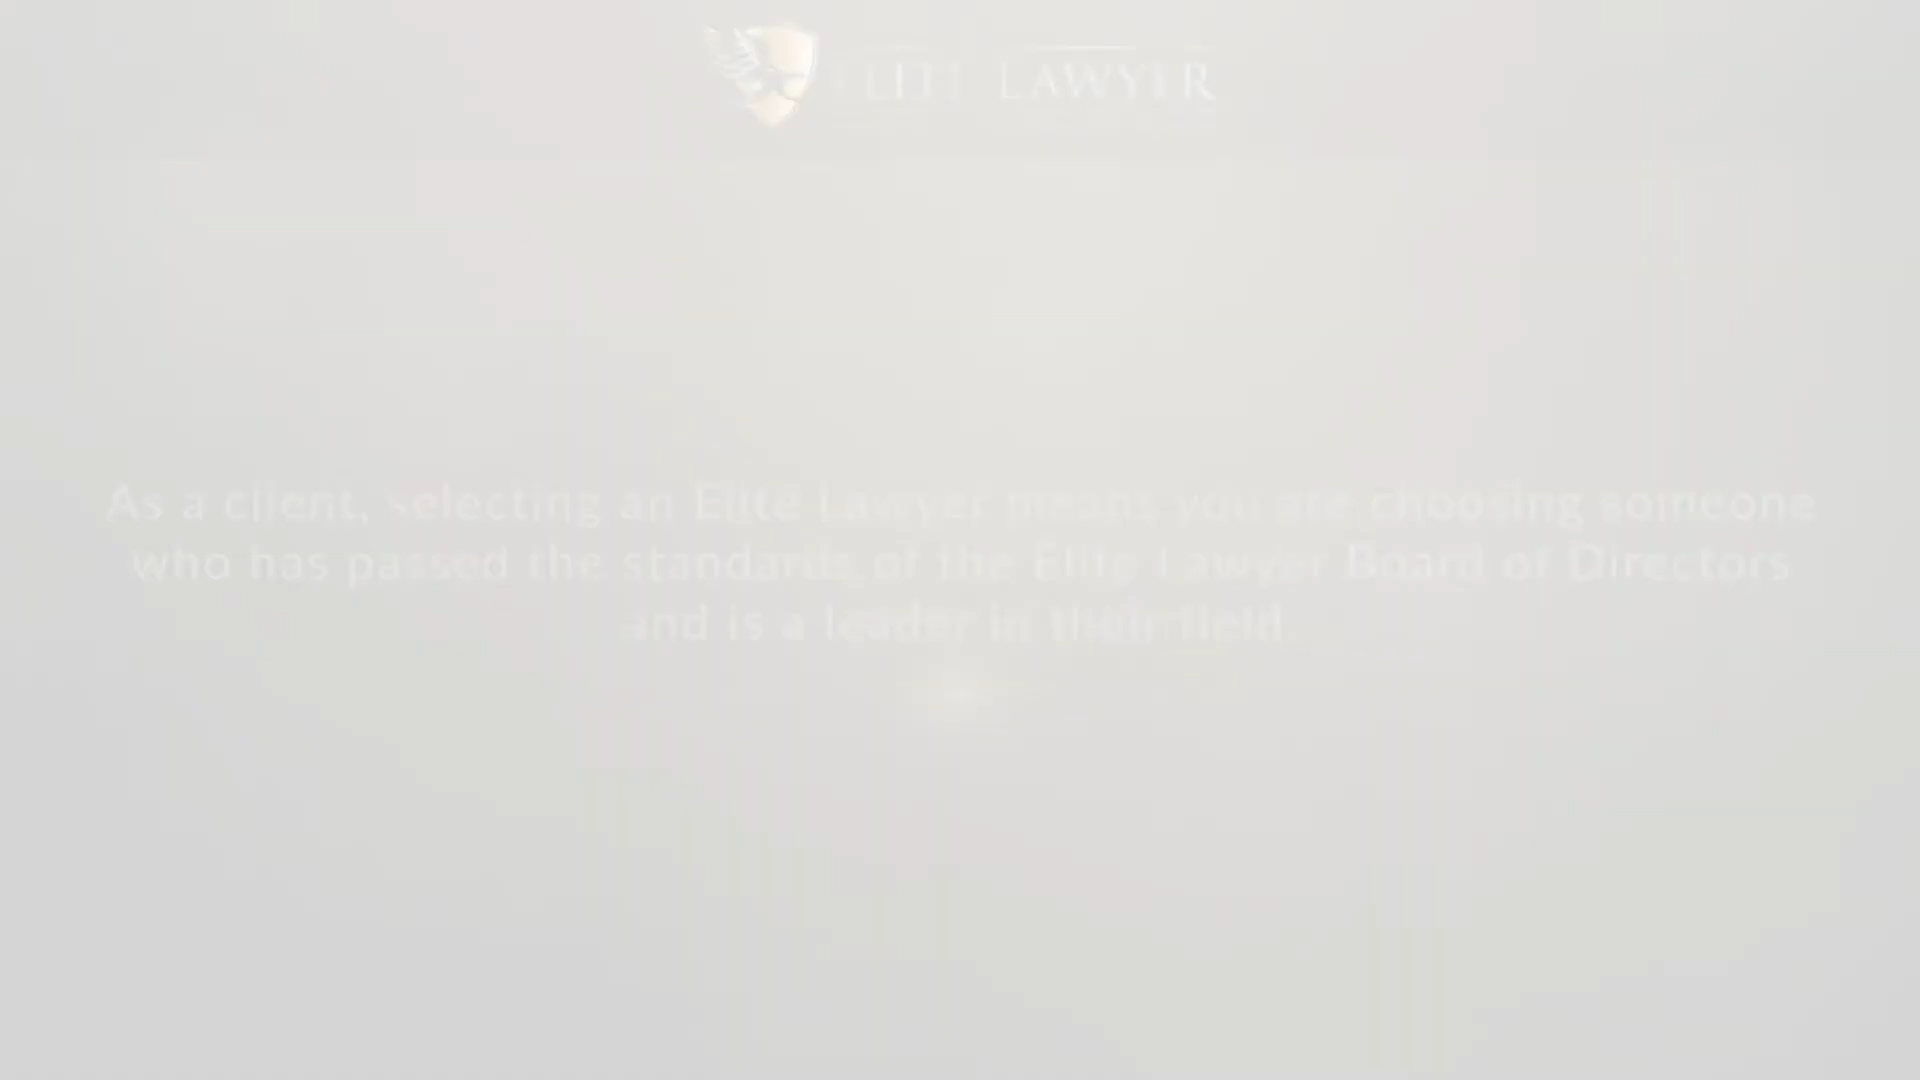 ELITE LAWYER
As a client, selecting an Elite Lawyer means you are choosing someone
who has passed the standards of the Elite Lawyer Board of Directors
and is a leader in their field.